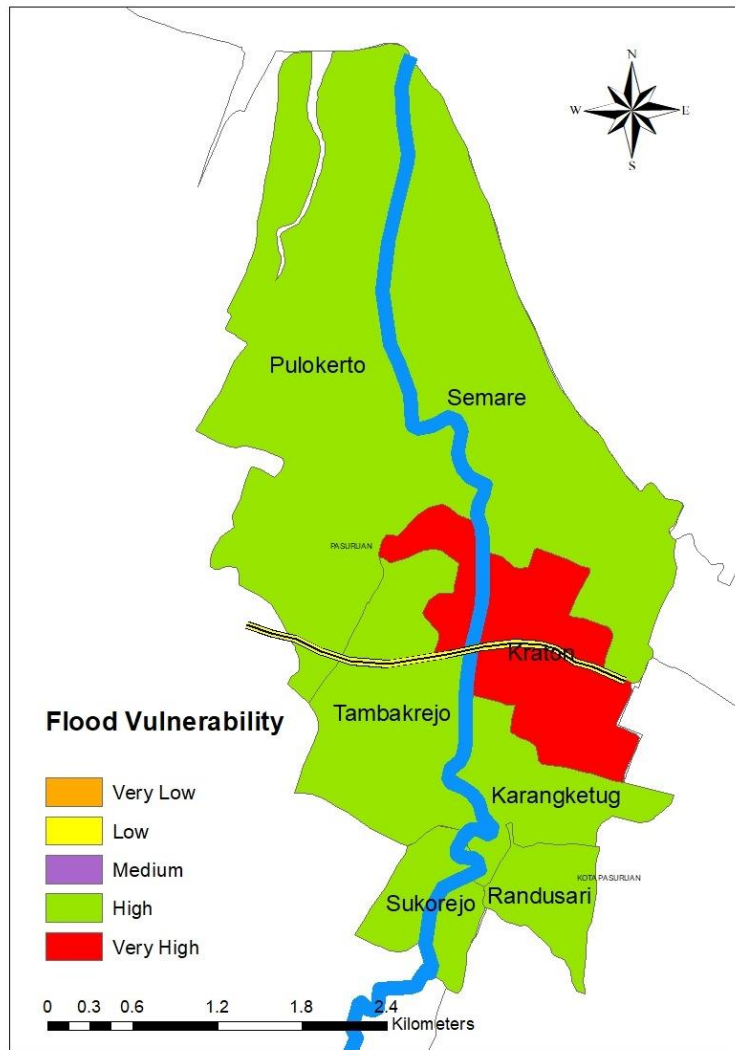 N
W E
S
Pulokerto
Semare
PASURUAN
Kraton
Tambakrejo
Flood Vulnerability
Very Low
Low
Medium
High
Very High
Karangketug
KOTA PASURUAN
Randusari
Sukorejo
0 0.3 0.6 1.2 1.8 2.4
Kilometers